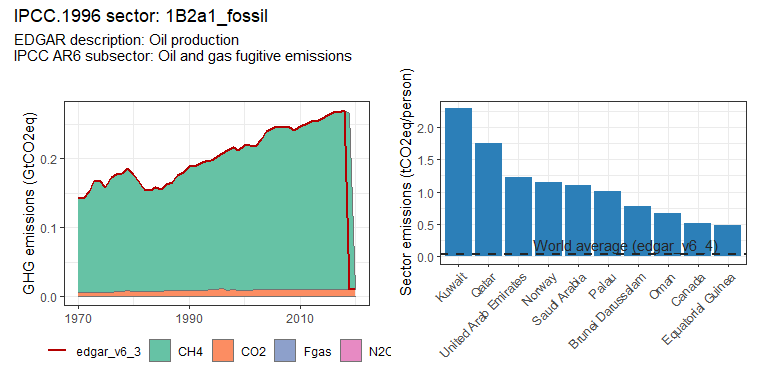 IPCC.1996 sector: 1B2a1_fossil
EDGAR description: Oil production
IPCC AR6 subsector: Oil and gas fugitive emissions
GHG emissions (GtCO2eq)
0.2
0.1
0.0
1970
1990
2010
edgar_v6_3
CH4
CO2
Fgas
N2O
Sector emissions (tCO2eq/person)
2.0
1.5
1.0
0.5
0.0
World average (edgar_v6_4)
Kuwait
Qatar
United Arab Emirates
Norway
Saudi Arabia
Palau
Brunei Darussalam
Oman
Canada
Equatorial Guinea